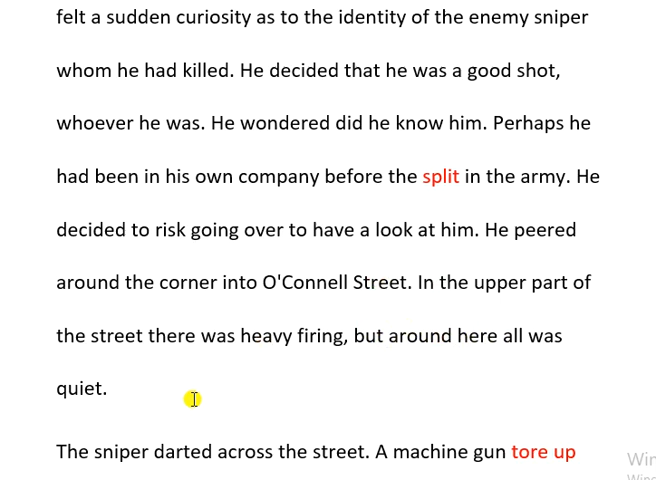 felt a sudden curiosity as to the identity of the enemy sniper
whom he had killed. He decided that he was a good shot,
whoever he was. He wondered did he know him. Perhaps he
had been in his own company before the split in the army. He
decided to risk going over to have a look at him. He peered
around the corner into O'Connell Street. In the upper part of
the street there was heavy firing, but around here all was
quiet.
The sniper darted across the street. A machine gun tore up